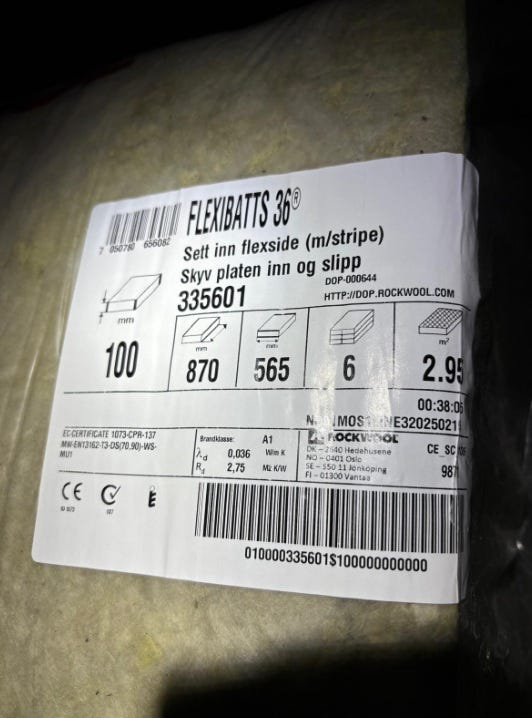 FLEXIBATTS 36®
7 050780 656082
Sett inn flexside (m/stripe)
Skyv platen inn og slipp
DOP-000644
335601
HTTP://DOP.ROCKWOOL.COM
mm
mm
mm
m²
100
870
565
6
2.95
00:38:06
EC-CERTIFICATE 1073-CPR-137
MW-EN13162-T3-DS(70,90)-WS-
MU1
Brandklasse: A1
λd 0,036 W/m K
Rd 2,75 M2 K/W
ROCKWOOL
DK - 2640 Hedehusene
NO - 0401 Oslo
SE - 550 11 Jonkoping
FI - 01300 Vantaa
987
CE
010000335601$100000000000